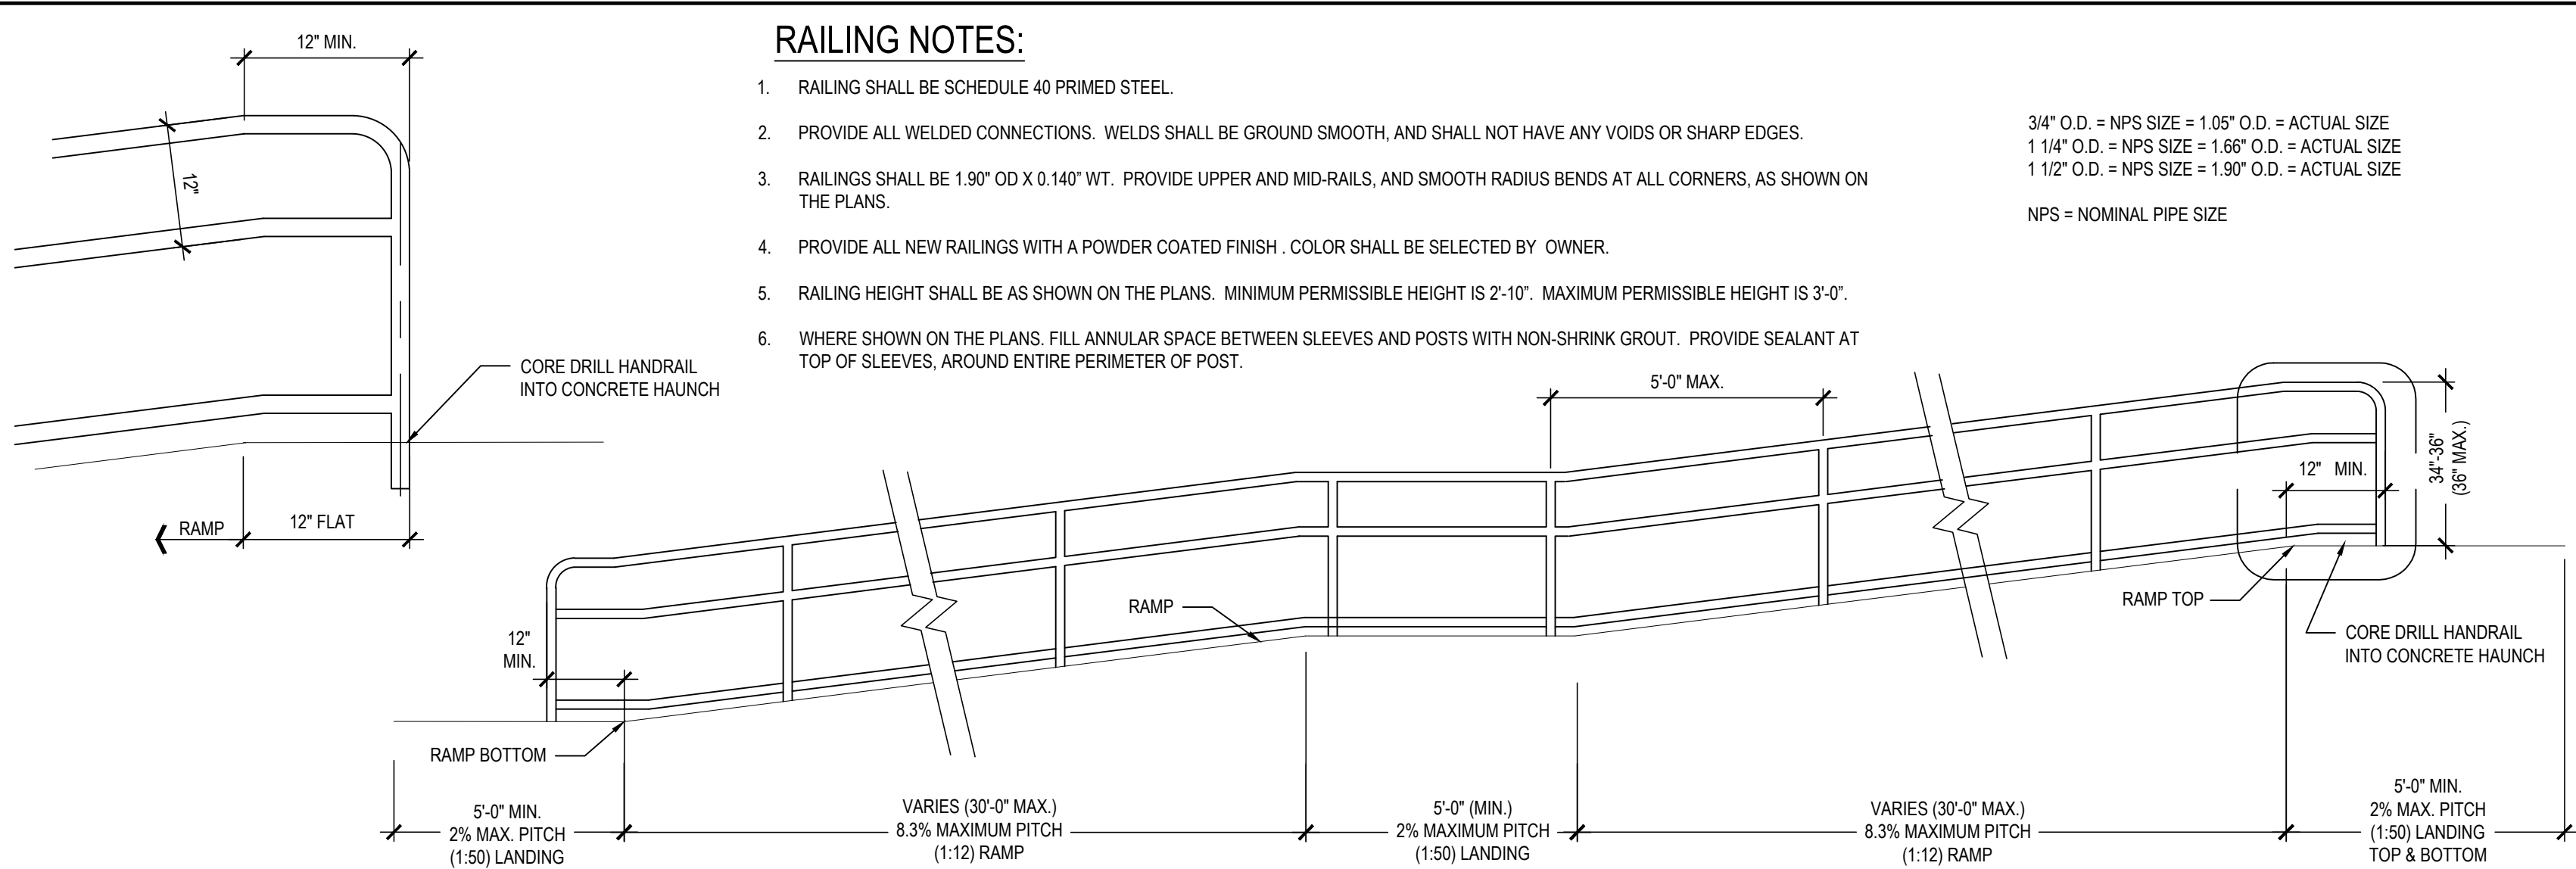 12" MIN.
12"
CORE DRILL HANDRAIL
INTO CONCRETE HAUNCH
RAMP
12" FLAT
RAILING NOTES:
1. RAILING SHALL BE SCHEDULE 40 PRIMED STEEL.
2. PROVIDE ALL WELDED CONNECTIONS. WELDS SHALL BE GROUND SMOOTH, AND SHALL NOT HAVE ANY VOIDS OR SHARP EDGES.
3. RAILINGS SHALL BE 1.90" OD X 0.140” WT. PROVIDE UPPER AND MID-RAILS, AND SMOOTH RADIUS BENDS AT ALL CORNERS, AS SHOWN ON
THE PLANS.
4. PROVIDE ALL NEW RAILINGS WITH A POWDER COATED FINISH . COLOR SHALL BE SELECTED BY OWNER.
5. RAILING HEIGHT SHALL BE AS SHOWN ON THE PLANS. MINIMUM PERMISSIBLE HEIGHT IS 2'-10”. MAXIMUM PERMISSIBLE HEIGHT IS 3'-0”.
6. WHERE SHOWN ON THE PLANS. FILL ANNULAR SPACE BETWEEN SLEEVES AND POSTS WITH NON-SHRINK GROUT. PROVIDE SEALANT AT
TOP OF SLEEVES, AROUND ENTIRE PERIMETER OF POST.
3/4" O.D. = NPS SIZE = 1.05" O.D. = ACTUAL SIZE
1 1/4" O.D. = NPS SIZE = 1.66" O.D. = ACTUAL SIZE
1 1/2" O.D. = NPS SIZE = 1.90" O.D. = ACTUAL SIZE
NPS = NOMINAL PIPE SIZE
5'-0" MAX.
34"-36"
(36" MAX.)
12" MIN.
RAMP TOP
CORE DRILL HANDRAIL
INTO CONCRETE HAUNCH
RAMP
12"
MIN.
RAMP BOTTOM
5'-0" MIN.
2% MAX. PITCH
(1:50) LANDING
VARIES (30'-0" MAX.)
8.3% MAXIMUM PITCH
(1:12) RAMP
5'-0" (MIN.)
2% MAXIMUM PITCH
(1:50) LANDING
VARIES (30'-0" MAX.)
8.3% MAXIMUM PITCH
(1:12) RAMP
5'-0" MIN.
2% MAX. PITCH
(1:50) LANDING
TOP & BOTTOM